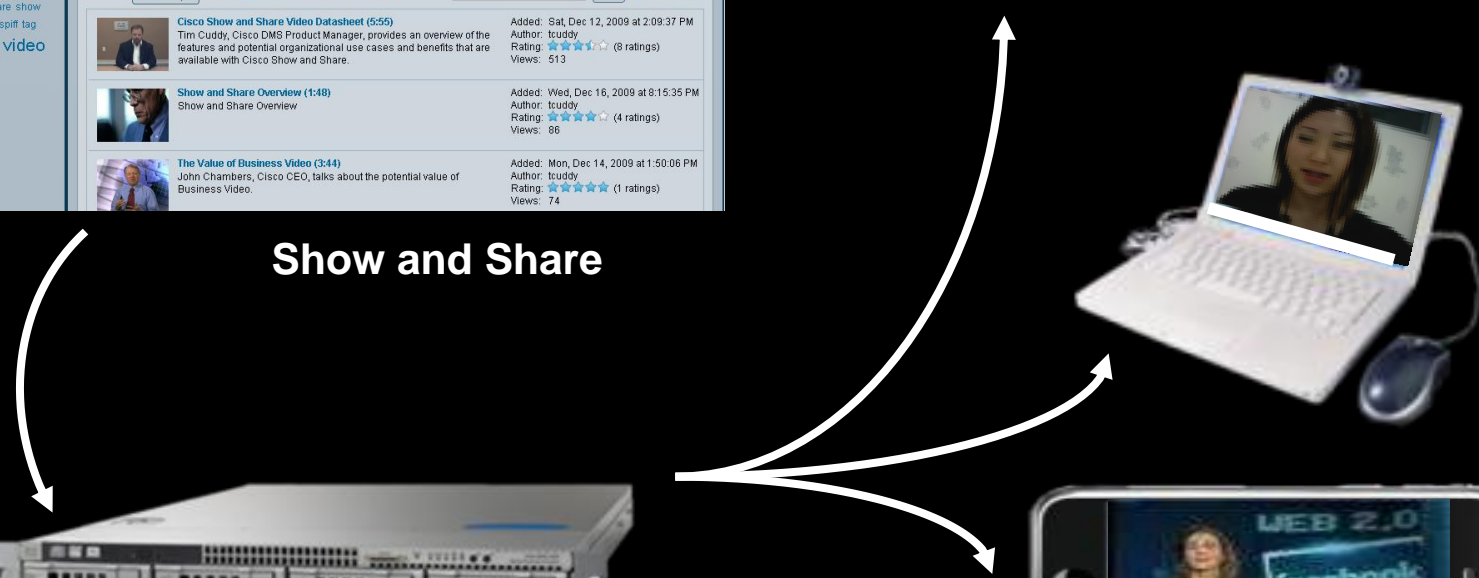 are show
spiff tag
video
Cisco Show and Share Video Datasheet (5:55)
Tim Cuddy, Cisco DMS Product Manager, provides an overview of the
features and potential organizational use cases and benefits that are
available with Cisco Show and Share.
Added: Sat, Dec 12, 2009 at 2:09:37 PM
Author: tcuddy
Rating: (8 ratings)
Views: 513
Show and Share Overview (1:48)
Show and Share Overview
Added: Wed, Dec 16, 2009 at 8:15:35 PM
Author: tcuddy
Rating: (4 ratings)
Views: 86
The Value of Business Video (3:44)
John Chambers, Cisco CEO, talks about the potential value of
Business Video.
Added: Mon, Dec 14, 2009 at 1:50:06 PM
Author: tcuddy
Rating: (1 ratings)
Views: 74
Show and Share
WEB 2.0